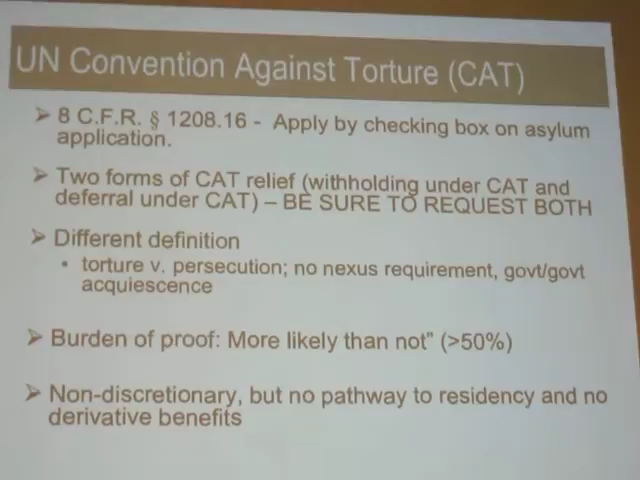 UN Convention Against Torture (CAT)
➢ 8 C.F.R. § 1208.16 - Apply by checking box on asylum
application.
➢ Two forms of CAT relief (withholding under CAT and
deferral under CAT) – BE SURE TO REQUEST BOTH
➢ Different definition
• torture v. persecution; no nexus requirement, govt/govt
acquiescence
➢ Burden of proof: More likely than not" (>50%)
➢ Non-discretionary, but no pathway to residency and no
derivative benefits